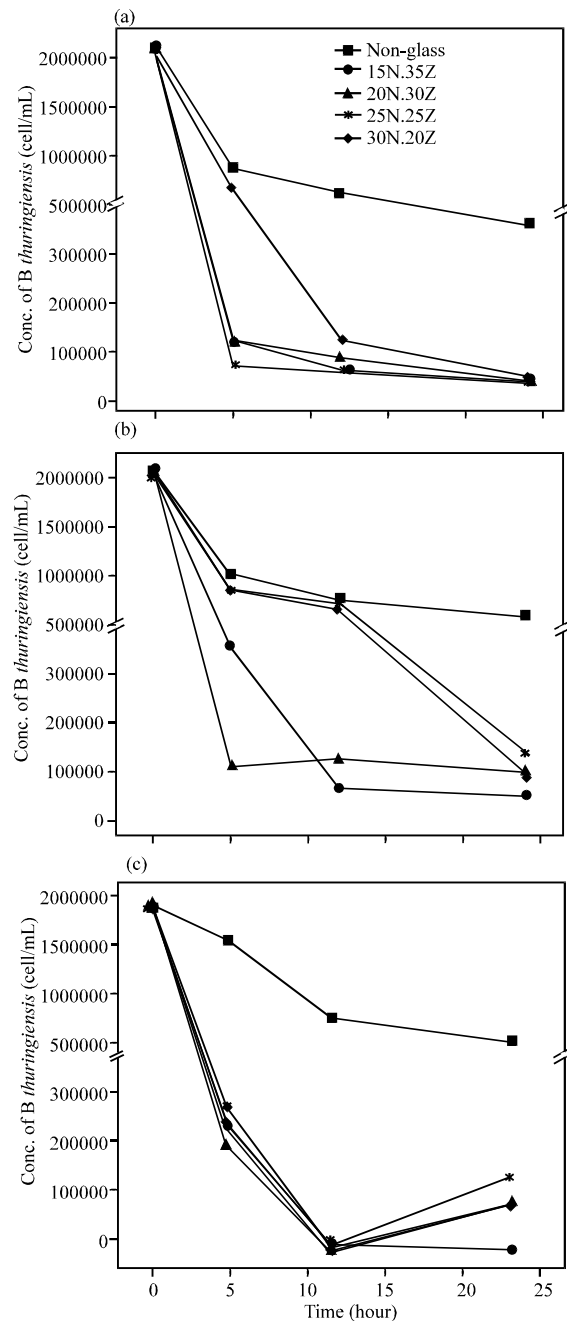 (a)
2000000
1500000
1000000
500000
300000
200000
100000
0
Conc. of B thuringiensis (cell/mL)
Non-glass
15N.35Z
20N.30Z
25N.25Z
30N.20Z
(b)
2000000
1500000
1000000
500000
300000
200000
100000
0
Conc. of B thuringiensis (cell/mL)
(c)
2000000
1500000
1000000
500000
300000
200000
100000
0
Conc. of B thuringiensis (cell/mL)
0 5 10 15 20 25
Time (hour)